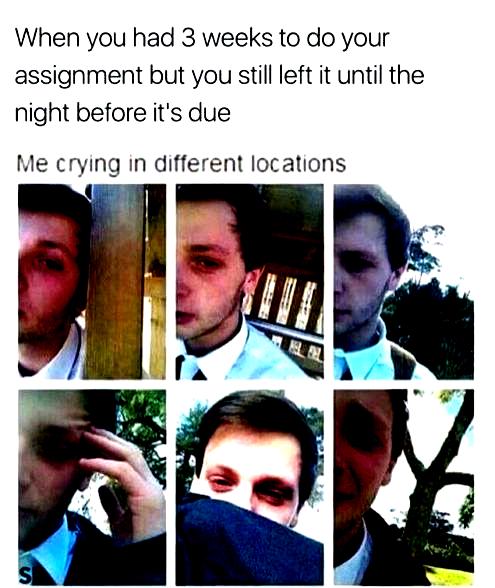 When you had 3 weeks to do your
assignment but you still left it until the
night before it's due
Me crying in different locations
S